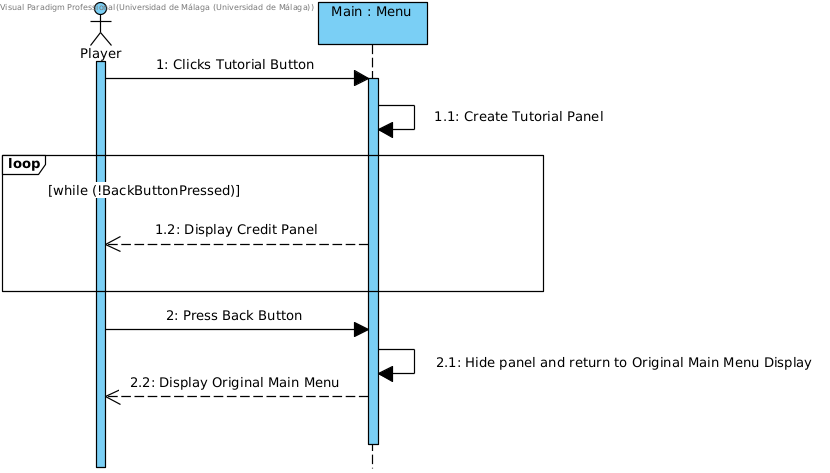 Visual Paradigm Professional(Universidad de Málaga (Universidad de Málaga))
Main : Menu
Player
1: Clicks Tutorial Button
1.1: Create Tutorial Panel
loop
[while (!BackButtonPressed)]
1.2: Display Credit Panel
2: Press Back Button
2.1: Hide panel and return to Original Main Menu Display
2.2: Display Original Main Menu